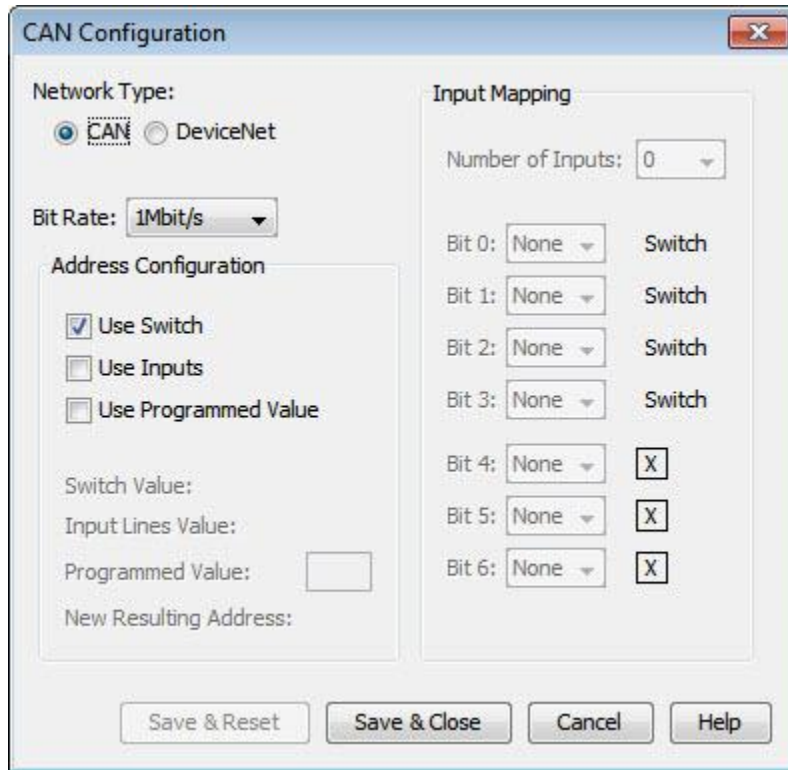 CAN Configuration
Network Type:
CAN DeviceNet
Bit Rate: 1Mbit/s
Address Configuration
Use Switch
Use Inputs
Use Programmed Value
Switch Value:
Input Lines Value:
Programmed Value:
New Resulting Address:
Input Mapping
Number of Inputs: 0
Bit 0: None Switch
Bit 1: None Switch
Bit 2: None Switch
Bit 3: None Switch
Bit 4: None X
Bit 5: None X
Bit 6: None X
Save & Reset Save & Close Cancel Help